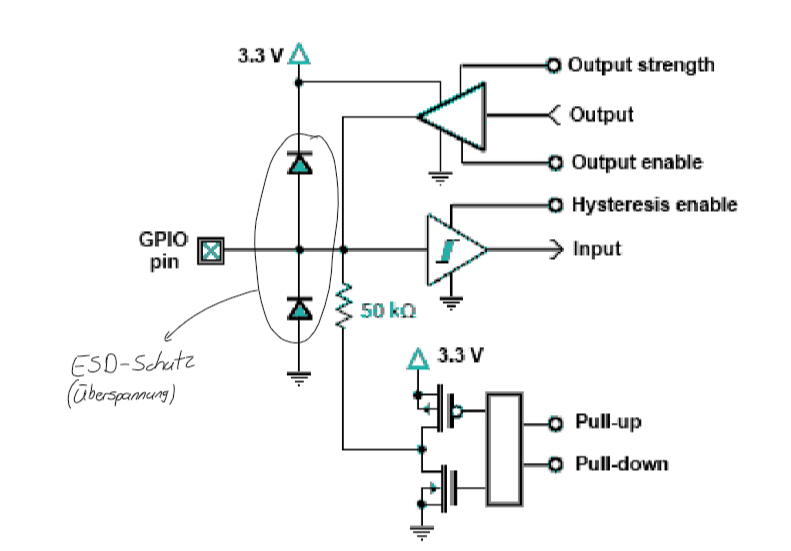 3.3 V
Output strength
Output
Output enable
Hysteresis enable
GPIO
pin
Input
50 kΩ
ESD-Schutz
(Überspannung)
3.3 V
Pull-up
Pull-down